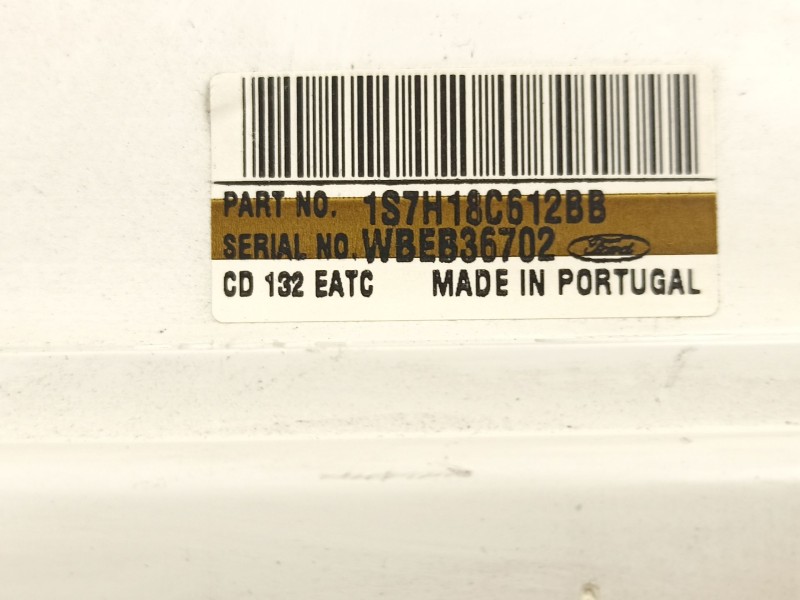 PART NO. 1S7H18C612BB
SERIAL NO. WBEB36702 Ford
CD 132 EATC MADE IN PORTUGAL